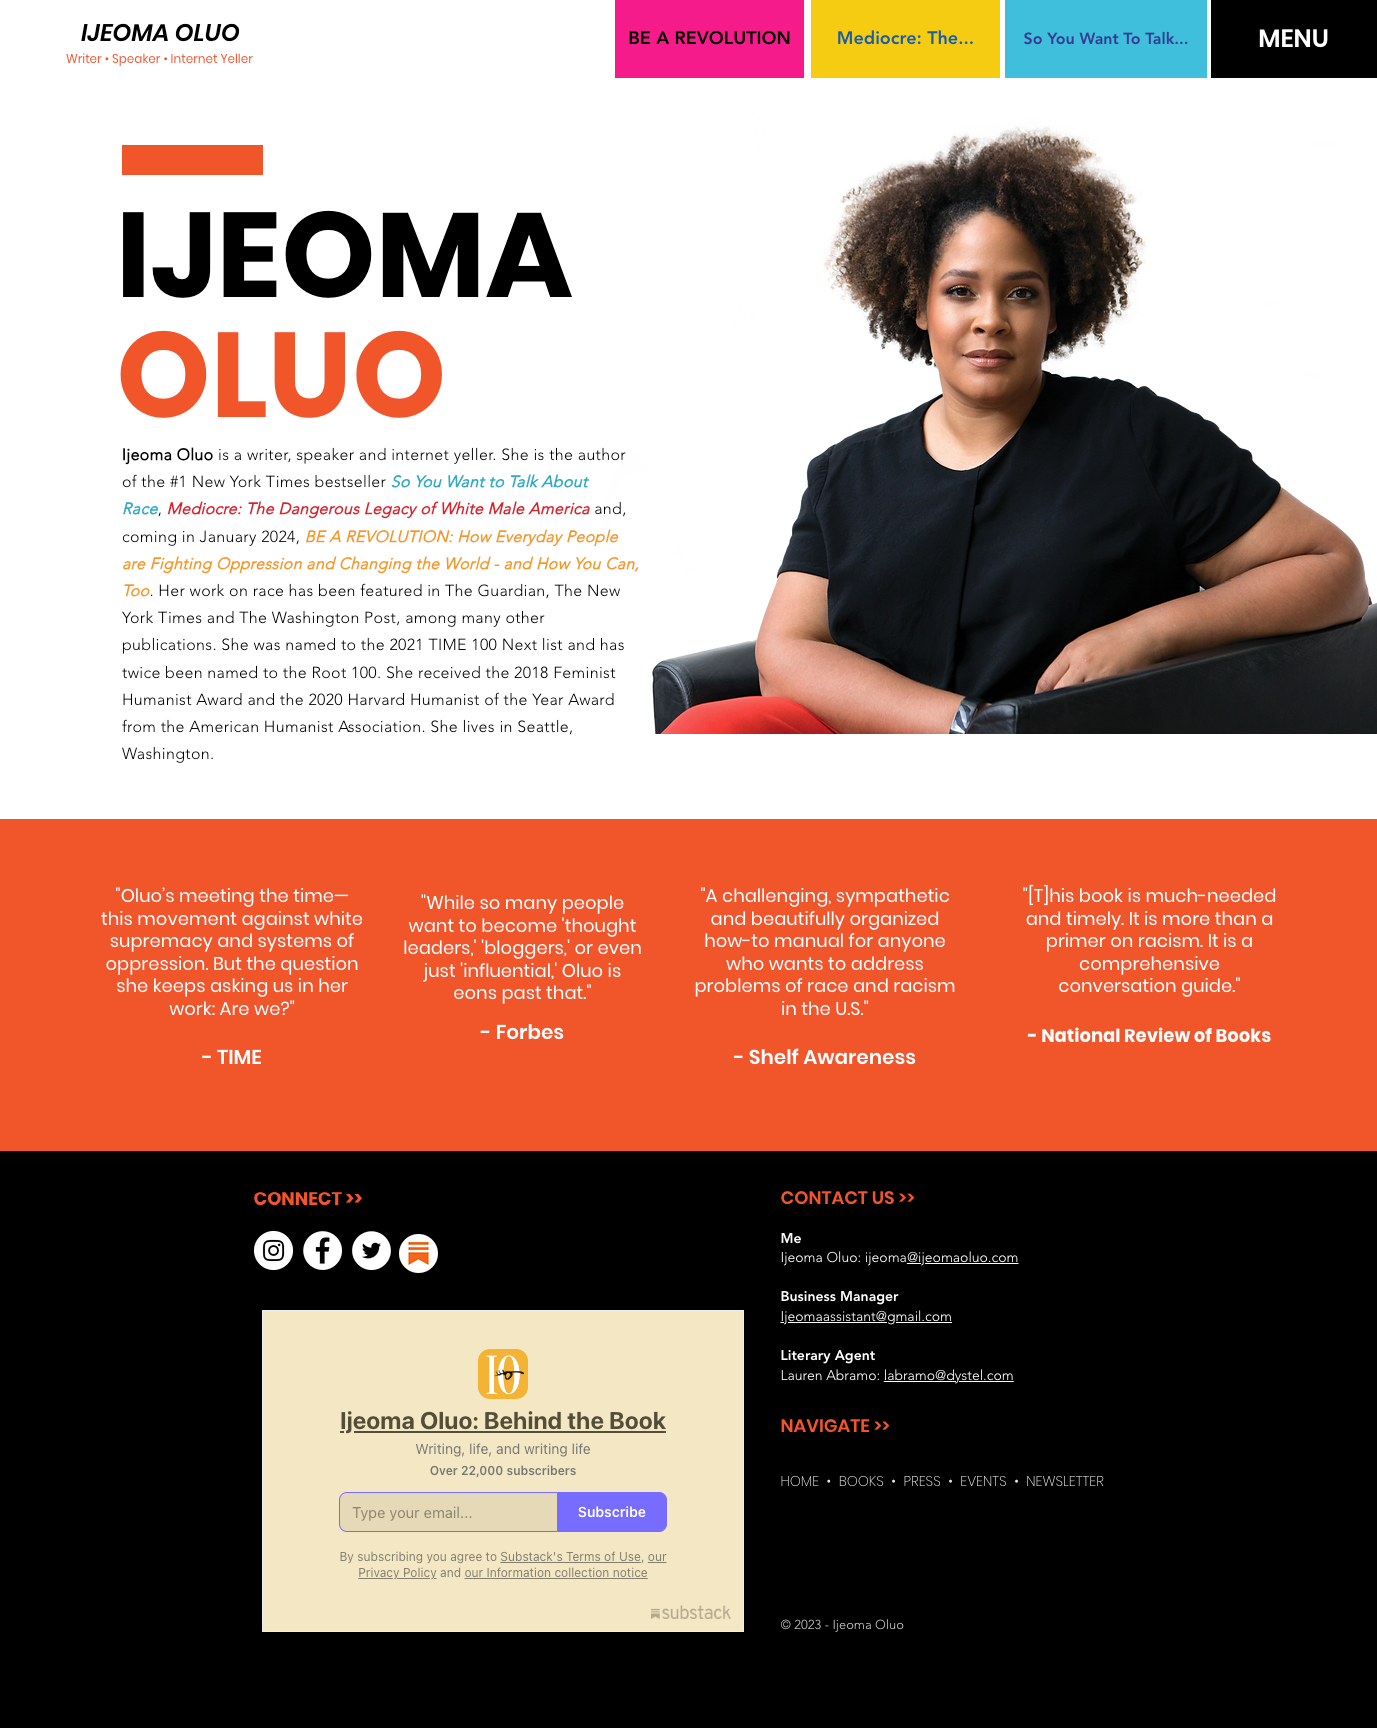 IJEOMA OLUO
Writer • Speaker • Internet Yeller
BE A REVOLUTION
Mediocre: The...
So You Want To Talk...
MENU
IJEOMA
OLUO
Ijeoma Oluo is a writer, speaker and internet yeller. She is the author
of the #1 New York Times bestseller So You Want to Talk About
Race, Mediocre: The Dangerous Legacy of White Male America and,
coming in January 2024, BE A REVOLUTION: How Everyday People
are Fighting Oppression and Changing the World - and How You Can,
Too. Her work on race has been featured in The Guardian, The New
York Times and The Washington Post, among many other
publications. She was named to the 2021 TIME 100 Next list and has
twice been named to the Root 100. She received the 2018 Feminist
Humanist Award and the 2020 Harvard Humanist of the Year Award
from the American Humanist Association. She lives in Seattle,
Washington.
"Oluo's meeting the time—
this movement against white
supremacy and systems of
oppression. But the question
she keeps asking us in her
work: Are we?"
- TIME
"While so many people
want to become 'thought
leaders,' 'bloggers,' or even
just 'influential,' Oluo is
eons past that."
- Forbes
"A challenging, sympathetic
and beautifully organized
how-to manual for anyone
who wants to address
problems of race and racism
in the U.S."
- Shelf Awareness
"[T]his book is much-needed
and timely. It is more than a
primer on racism. It is a
comprehensive
conversation guide."
- National Review of Books
CONNECT >>
IO
Ijeoma Oluo: Behind the Book
Writing, life, and writing life
Over 22,000 subscribers
Type your email...
Subscribe
By subscribing you agree to Substack's Terms of Use, our
Privacy Policy and our Information collection notice
substack
CONTACT US >>
Me
Ijeoma Oluo: ijeoma@ijeomaoluo.com
Business Manager
Ijeomaassistant@gmail.com
Literary Agent
Lauren Abramo: labramo@dystel.com
NAVIGATE >>
HOME • BOOKS • PRESS • EVENTS • NEWSLETTER
© 2023 - Ijeoma Oluo